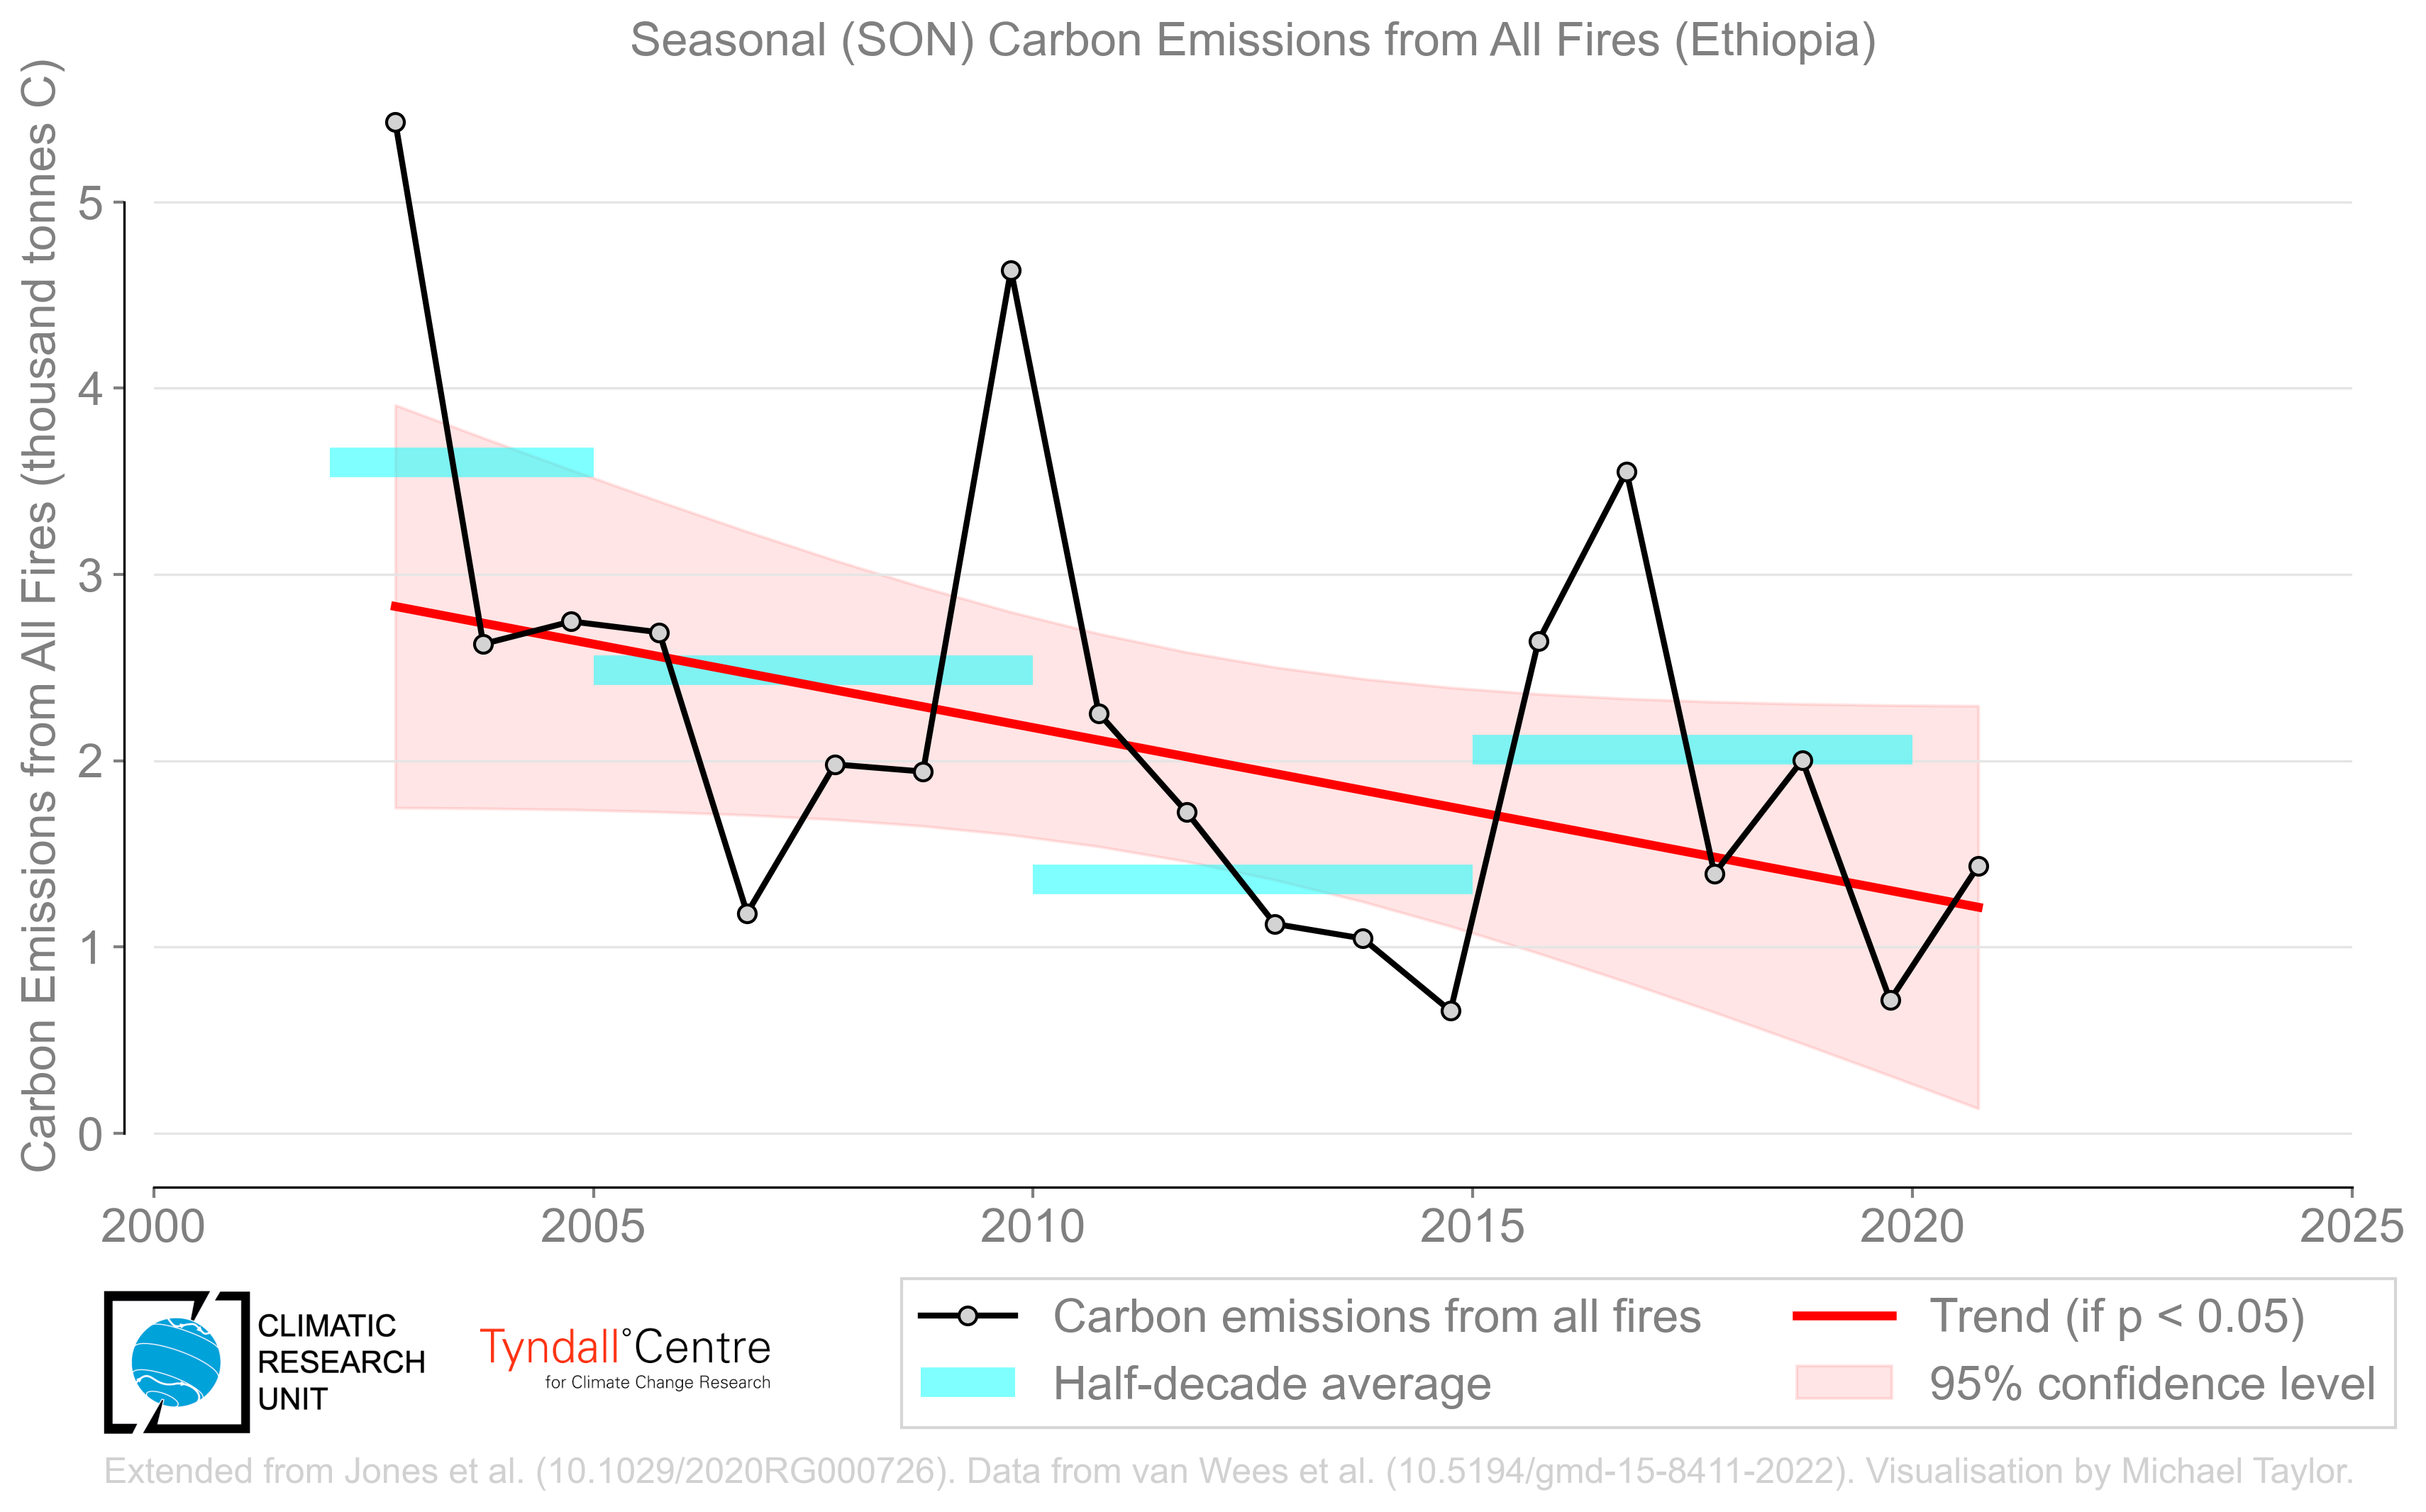 Seasonal (SON) Carbon Emissions from All Fires (Ethiopia)
Carbon Emissions from All Fires (thousand tonnes C)
5
4
3
2
1
0
2000 2005 2010 2015 2020 2025
CLIMATIC
RESEARCH
UNIT
Tyndall°Centre
for Climate Change Research
Carbon emissions from all fires
Half-decade average
Trend (if p < 0.05)
95% confidence level
Extended from Jones et al. (10.1029/2020RG000726). Data from van Wees et al. (10.5194/gmd-15-8411-2022). Visualisation by Michael Taylor.